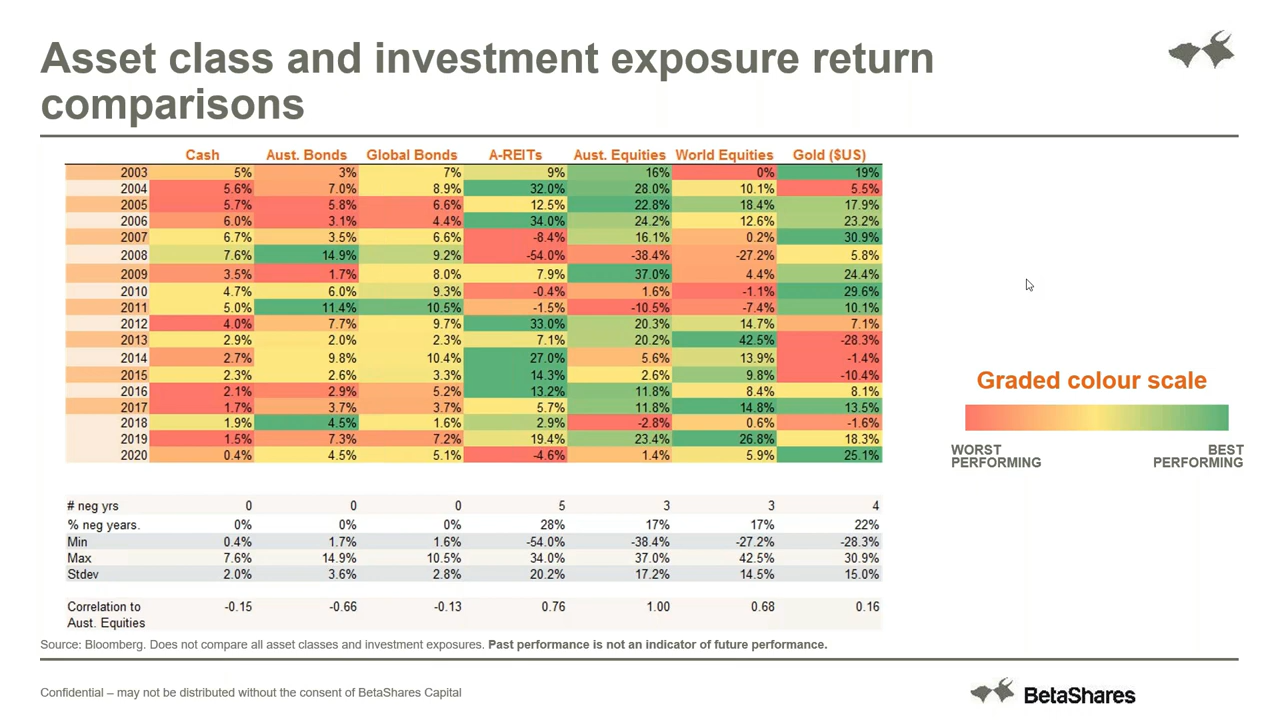 Asset class and investment exposure return
comparisons
Cash Aust. Bonds Global Bonds A-REITs Aust. Equities World Equities Gold ($US)
2003 5% 3% 7% 9% 16% 0% 19%
2004 5.6% 7.0% 8.9% 32.0% 28.0% 10.1% 5.5%
2005 5.7% 5.8% 6.6% 12.5% 22.8% 18.4% 17.9%
2006 6.0% 3.1% 4.4% 34.0% 24.2% 12.6% 23.2%
2007 6.7% 3.5% 6.6% -8.4% 16.1% 0.2% 30.9%
2008 7.6% 14.9% 9.2% -54.0% -38.4% -27.2% 5.8%
2009 3.5% 1.7% 8.0% 7.9% 37.0% 4.4% 24.4%
2010 4.7% 6.0% 9.3% -0.4% 1.6% -1.1% 29.6%
2011 5.0% 11.4% 10.5% -1.5% -10.5% -7.4% 10.1%
2012 4.0% 7.7% 9.7% 33.0% 20.3% 14.7% 7.1%
2013 2.9% 2.0% 2.3% 7.1% 20.2% 42.5% -28.3%
2014 2.7% 9.8% 10.4% 27.0% 5.6% 13.9% -1.4%
2015 2.3% 2.6% 3.3% 14.3% 2.6% 9.8% -10.4%
2016 2.1% 2.9% 5.2% 13.2% 11.8% 8.4% 8.1%
2017 1.7% 3.7% 3.7% 5.7% 11.8% 14.8% 13.5%
2018 1.9% 4.5% 1.6% 2.9% -2.8% 0.6% -1.6%
2019 1.5% 7.3% 7.2% 19.4% 23.4% 26.8% 18.3%
2020 0.4% 4.5% 5.1% -4.6% 1.4% 5.9% 25.1%
Graded colour scale
WORST PERFORMING
BEST PERFORMING
# neg yrs 0 0 0 5 3 3 4
% neg years. 0% 0% 0% 28% 17% 17% 22%
Min 0.4% 1.7% 1.6% -54.0% -38.4% -27.2% -28.3%
Max 7.6% 14.9% 10.5% 34.0% 37.0% 42.5% 30.9%
Stdev 2.0% 3.6% 2.8% 20.2% 17.2% 14.5% 15.0%
Correlation to -0.15 -0.66 -0.13 0.76 1.00 0.68 0.16
Aust. Equities
Source: Bloomberg. Does not compare all asset classes and investment exposures. Past performance is not an indicator of future performance.
Confidential – may not be distributed without the consent of BetaShares Capital
BetaShares